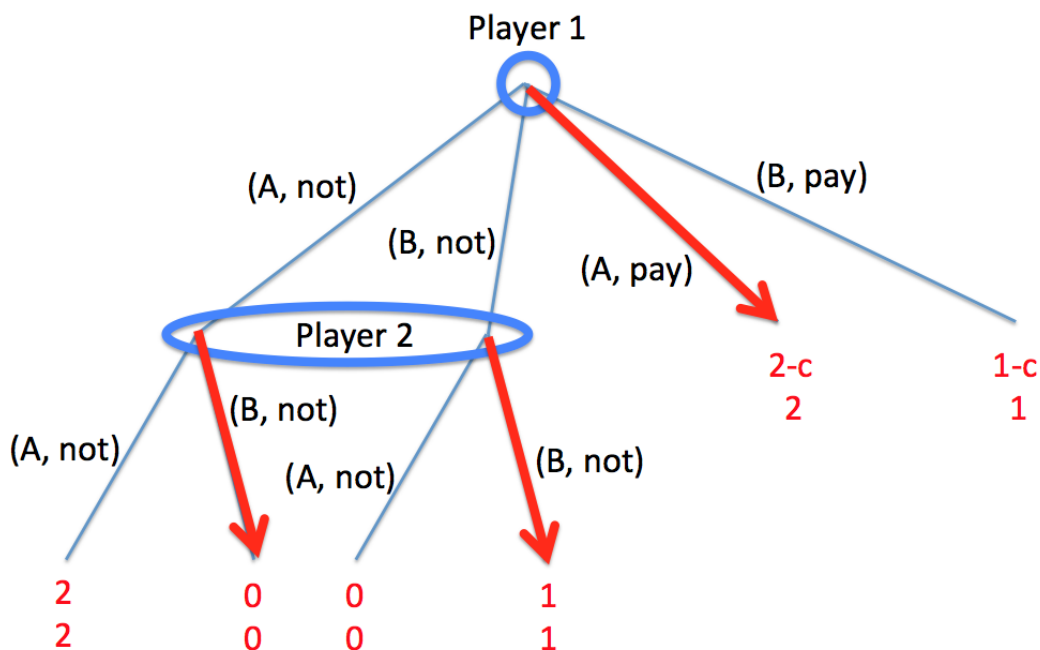 Player 1
(A, not)
(B, pay)
(B, not)
(A, pay)
Player 2
2-c 1-c
2 1
(A, not) (B, not) (A, not) (B, not)
2 0 0 1
2 0 0 1